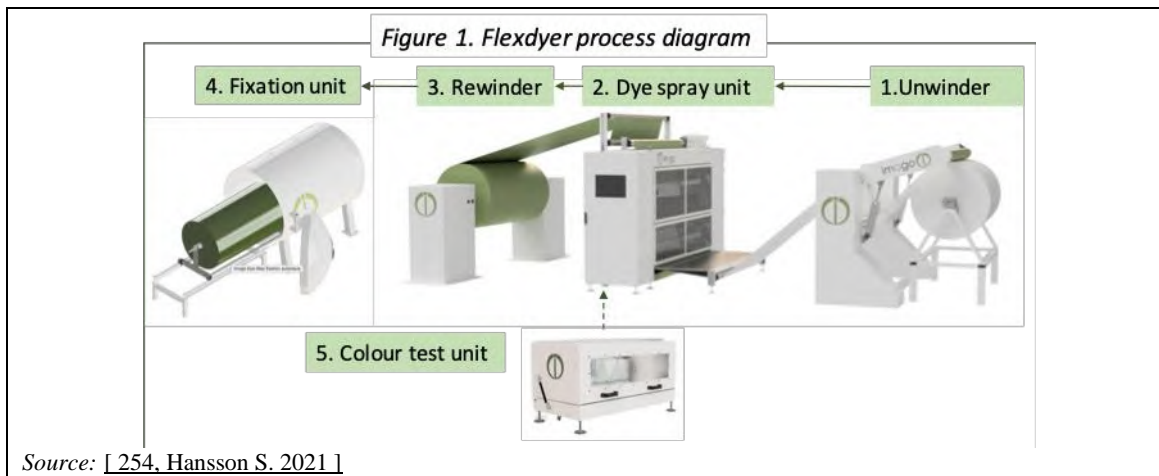 Figure 1. Flexdyer process diagram
4. Fixation unit
3. Rewinder
2. Dye spray unit
1.Unwinder
imogo
5. Colour test unit
Source: [ 254, Hansson S. 2021 ]